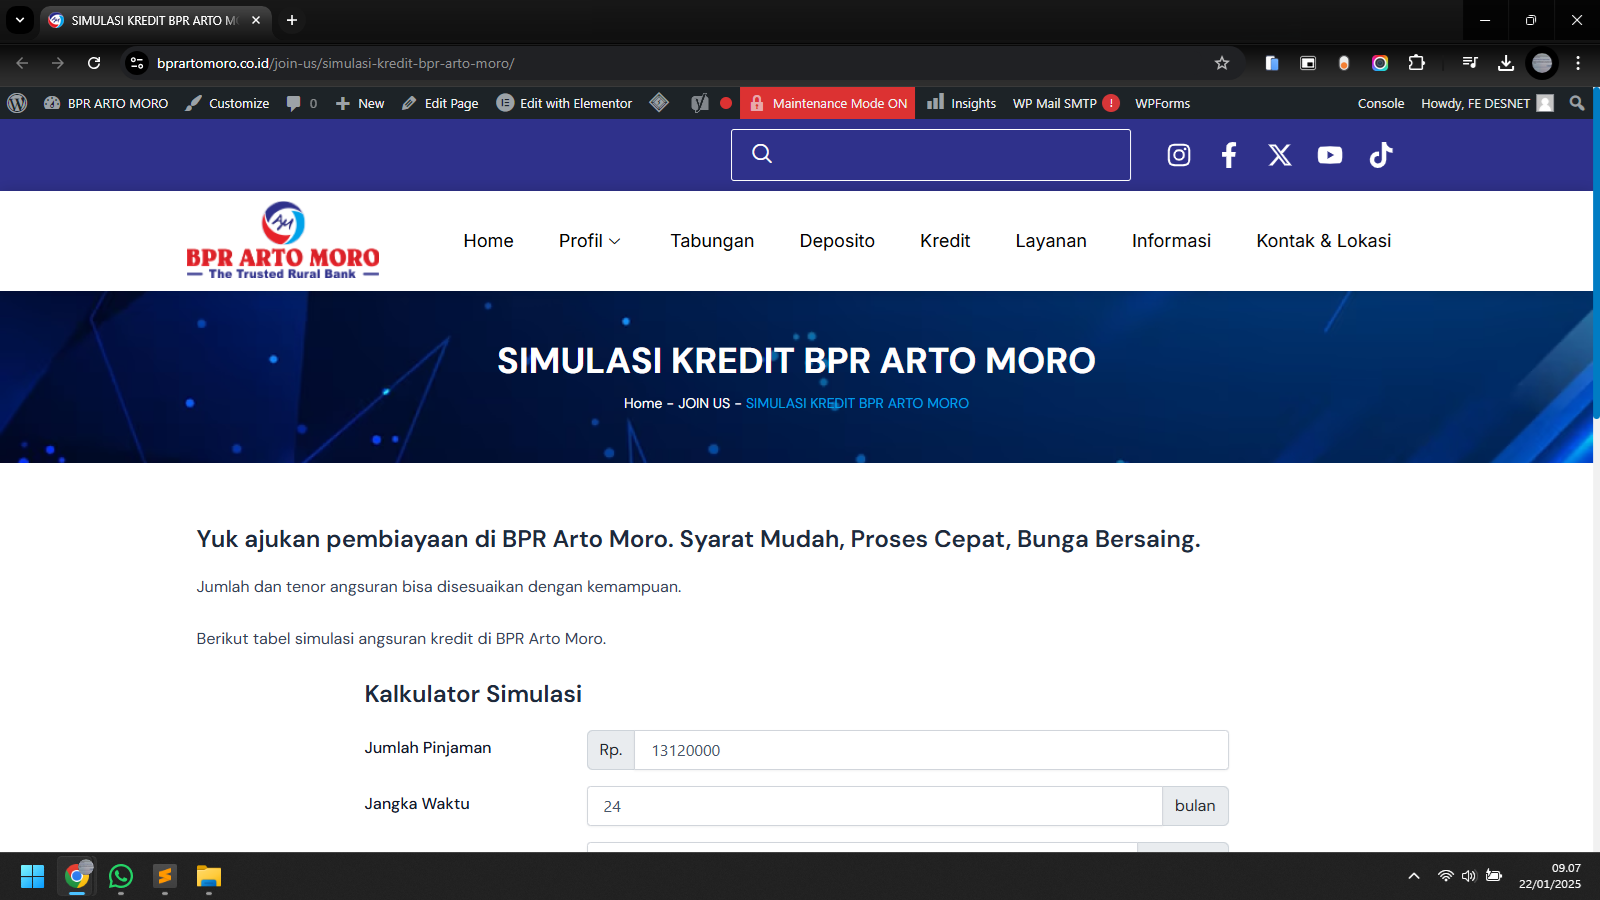 SIMULASI KREDIT BPR ARTO M
bprartomoro.co.id/join-us/simulasi-kredit-bpr-arto-moro/
BPR ARTO MORO Customize 0 New Edit Page Edit with Elementor Maintenance Mode ON Insights WP Mail SMTP ! WPForms Console Howdy, FE DESNET
BPR ARTO MORO
The Trusted Rural Bank
Home Profil Tabungan Deposito Kredit Layanan Informasi Kontak & Lokasi
SIMULASI KREDIT BPR ARTO MORO
Home - JOIN US - SIMULASI KREDIT BPR ARTO MORO
Yuk ajukan pembiayaan di BPR Arto Moro. Syarat Mudah, Proses Cepat, Bunga Bersaing.
Jumlah dan tenor angsuran bisa disesuaikan dengan kemampuan.
Berikut tabel simulasi angsuran kredit di BPR Arto Moro.
Kalkulator Simulasi
Jumlah Pinjaman Rp. 13120000
Jangka Waktu 24 bulan
09.07
22/01/2025